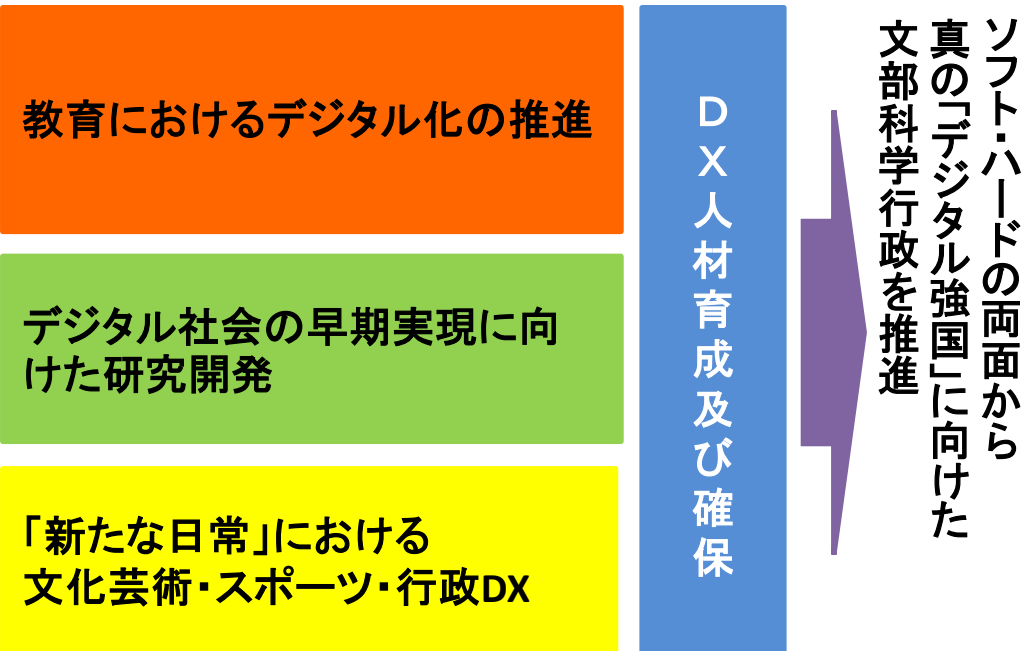 教育におけるデジタル化の推進
デジタル社会の早期実現に向
けた研究開発
「新たな日常」における
文化芸術・スポーツ・行政DX
ＤＸ人材育成及び確保
ソフト・ハードの両面から
真の「デジタル強国」に向けた
文部科学行政を推進